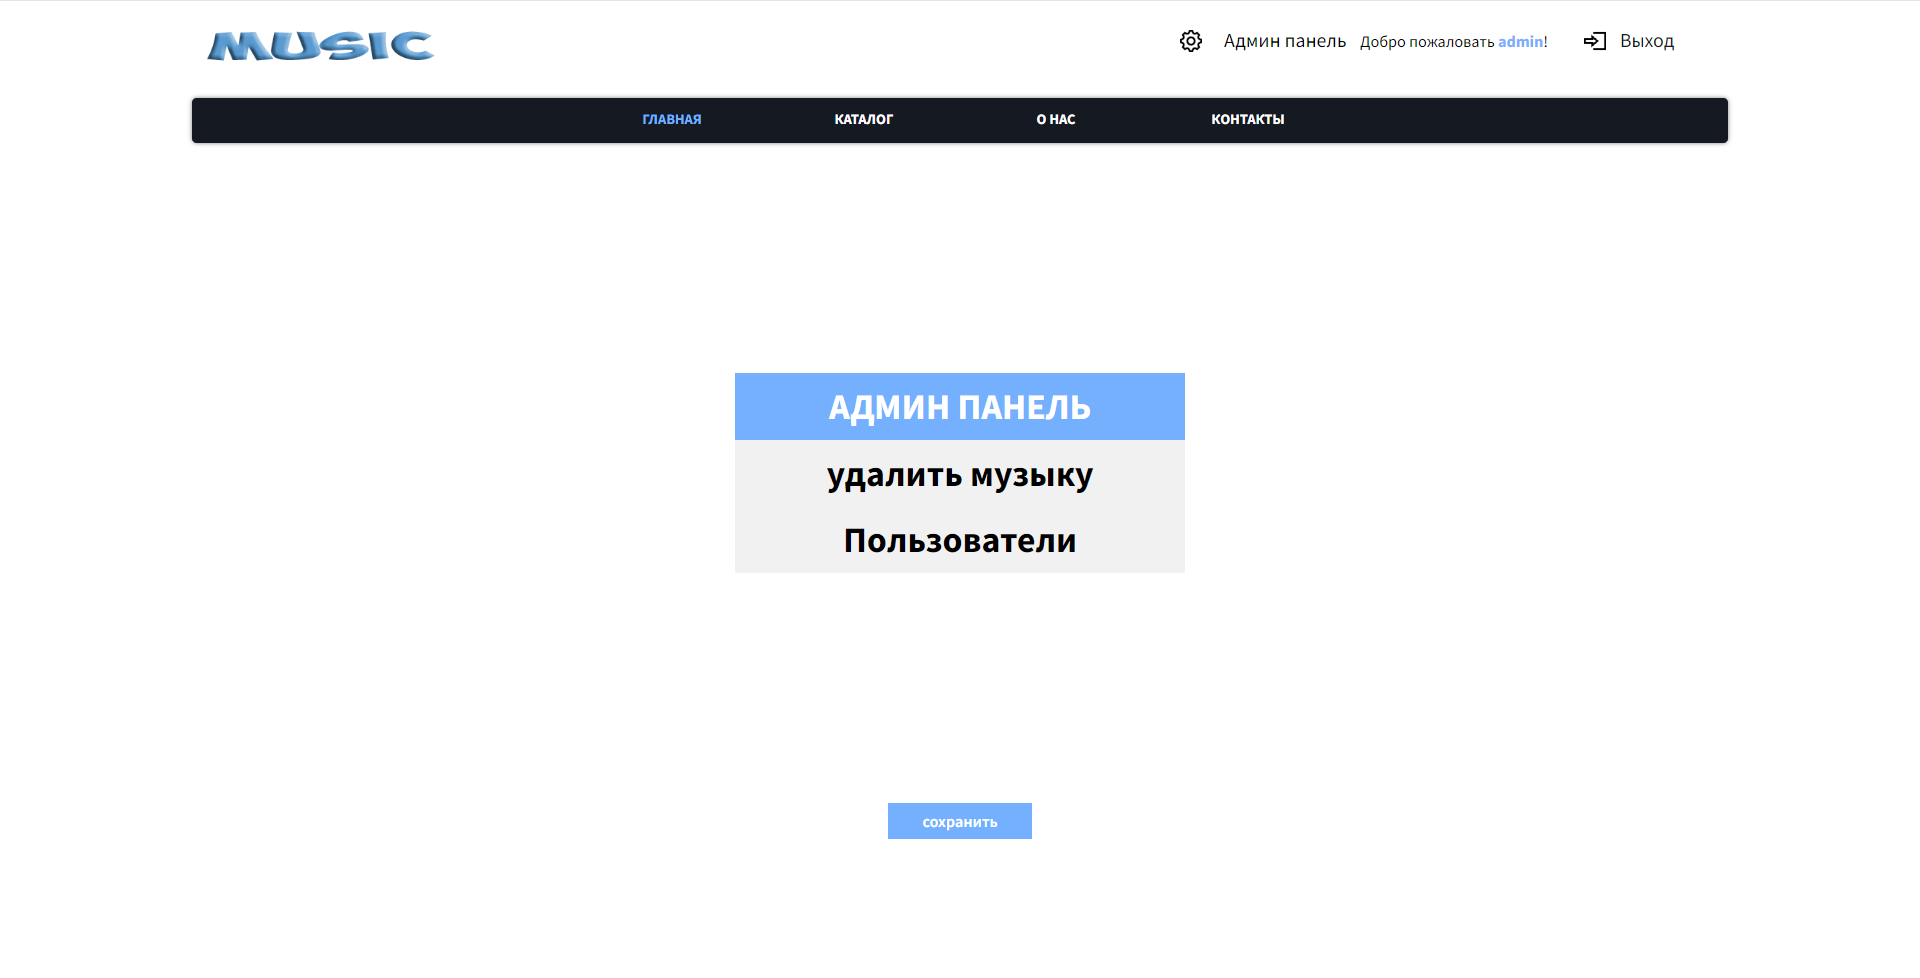 MUSIC
Админ панель Добро пожаловать admin! Выход
ГЛАВНАЯ КАТАЛОГ О НАС КОНТАКТЫ
АДМИН ПАНЕЛЬ
удалить музыку
Пользователи
сохранить